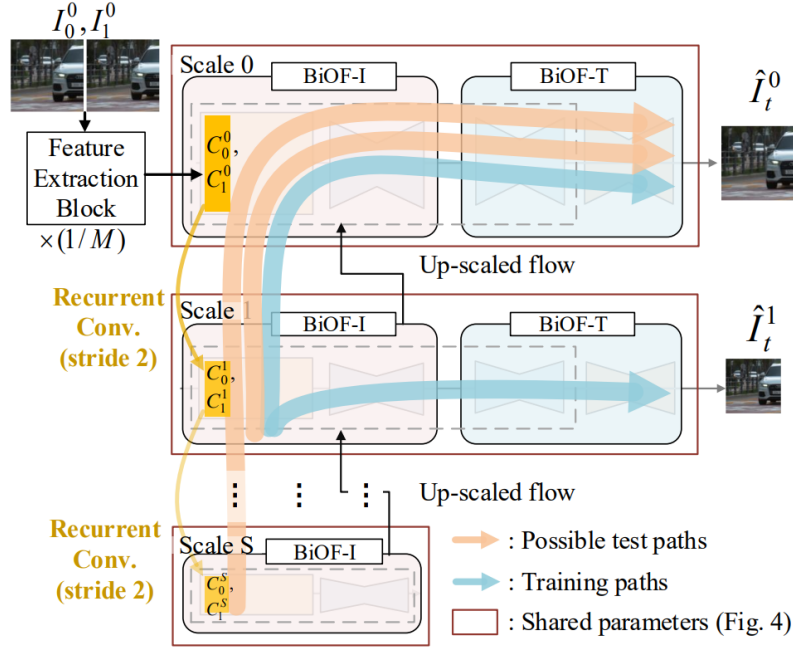 I_0^0, I_1^0
Scale 0
BiOF-I
BiOF-T
Î_t^0
Feature
Extraction
Block
×(1/M)
C_0^0,
C_1^0
Up-scaled flow
Recurrent
Conv.
(stride 2)
Scale 1
BiOF-I
BiOF-T
Î_t^1
C_0^1,
C_1^1
Up-scaled flow
Recurrent
Conv.
(stride 2)
Scale S
BiOF-I
C_0^S,
C_1^S
: Possible test paths
: Training paths
: Shared parameters (Fig. 4)